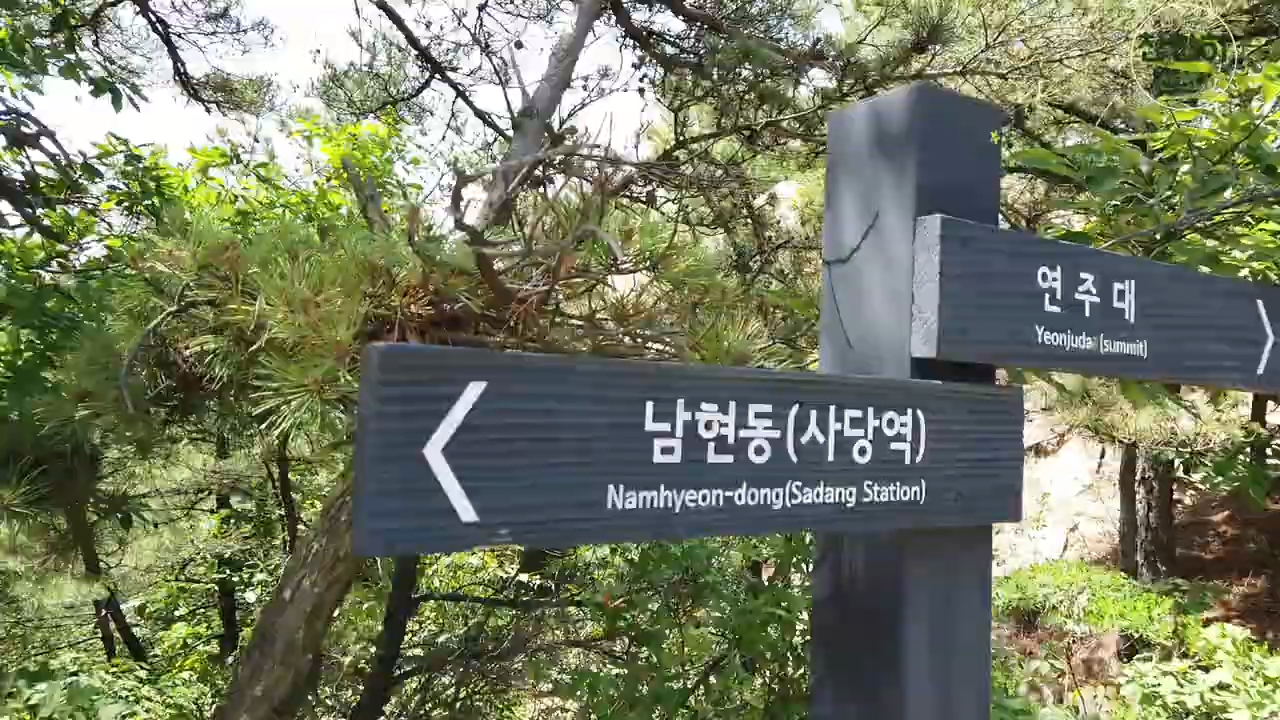 연주대
Yeonjudae (summit)
남현동(사당역)
Namhyeon-dong(Sadang Station)